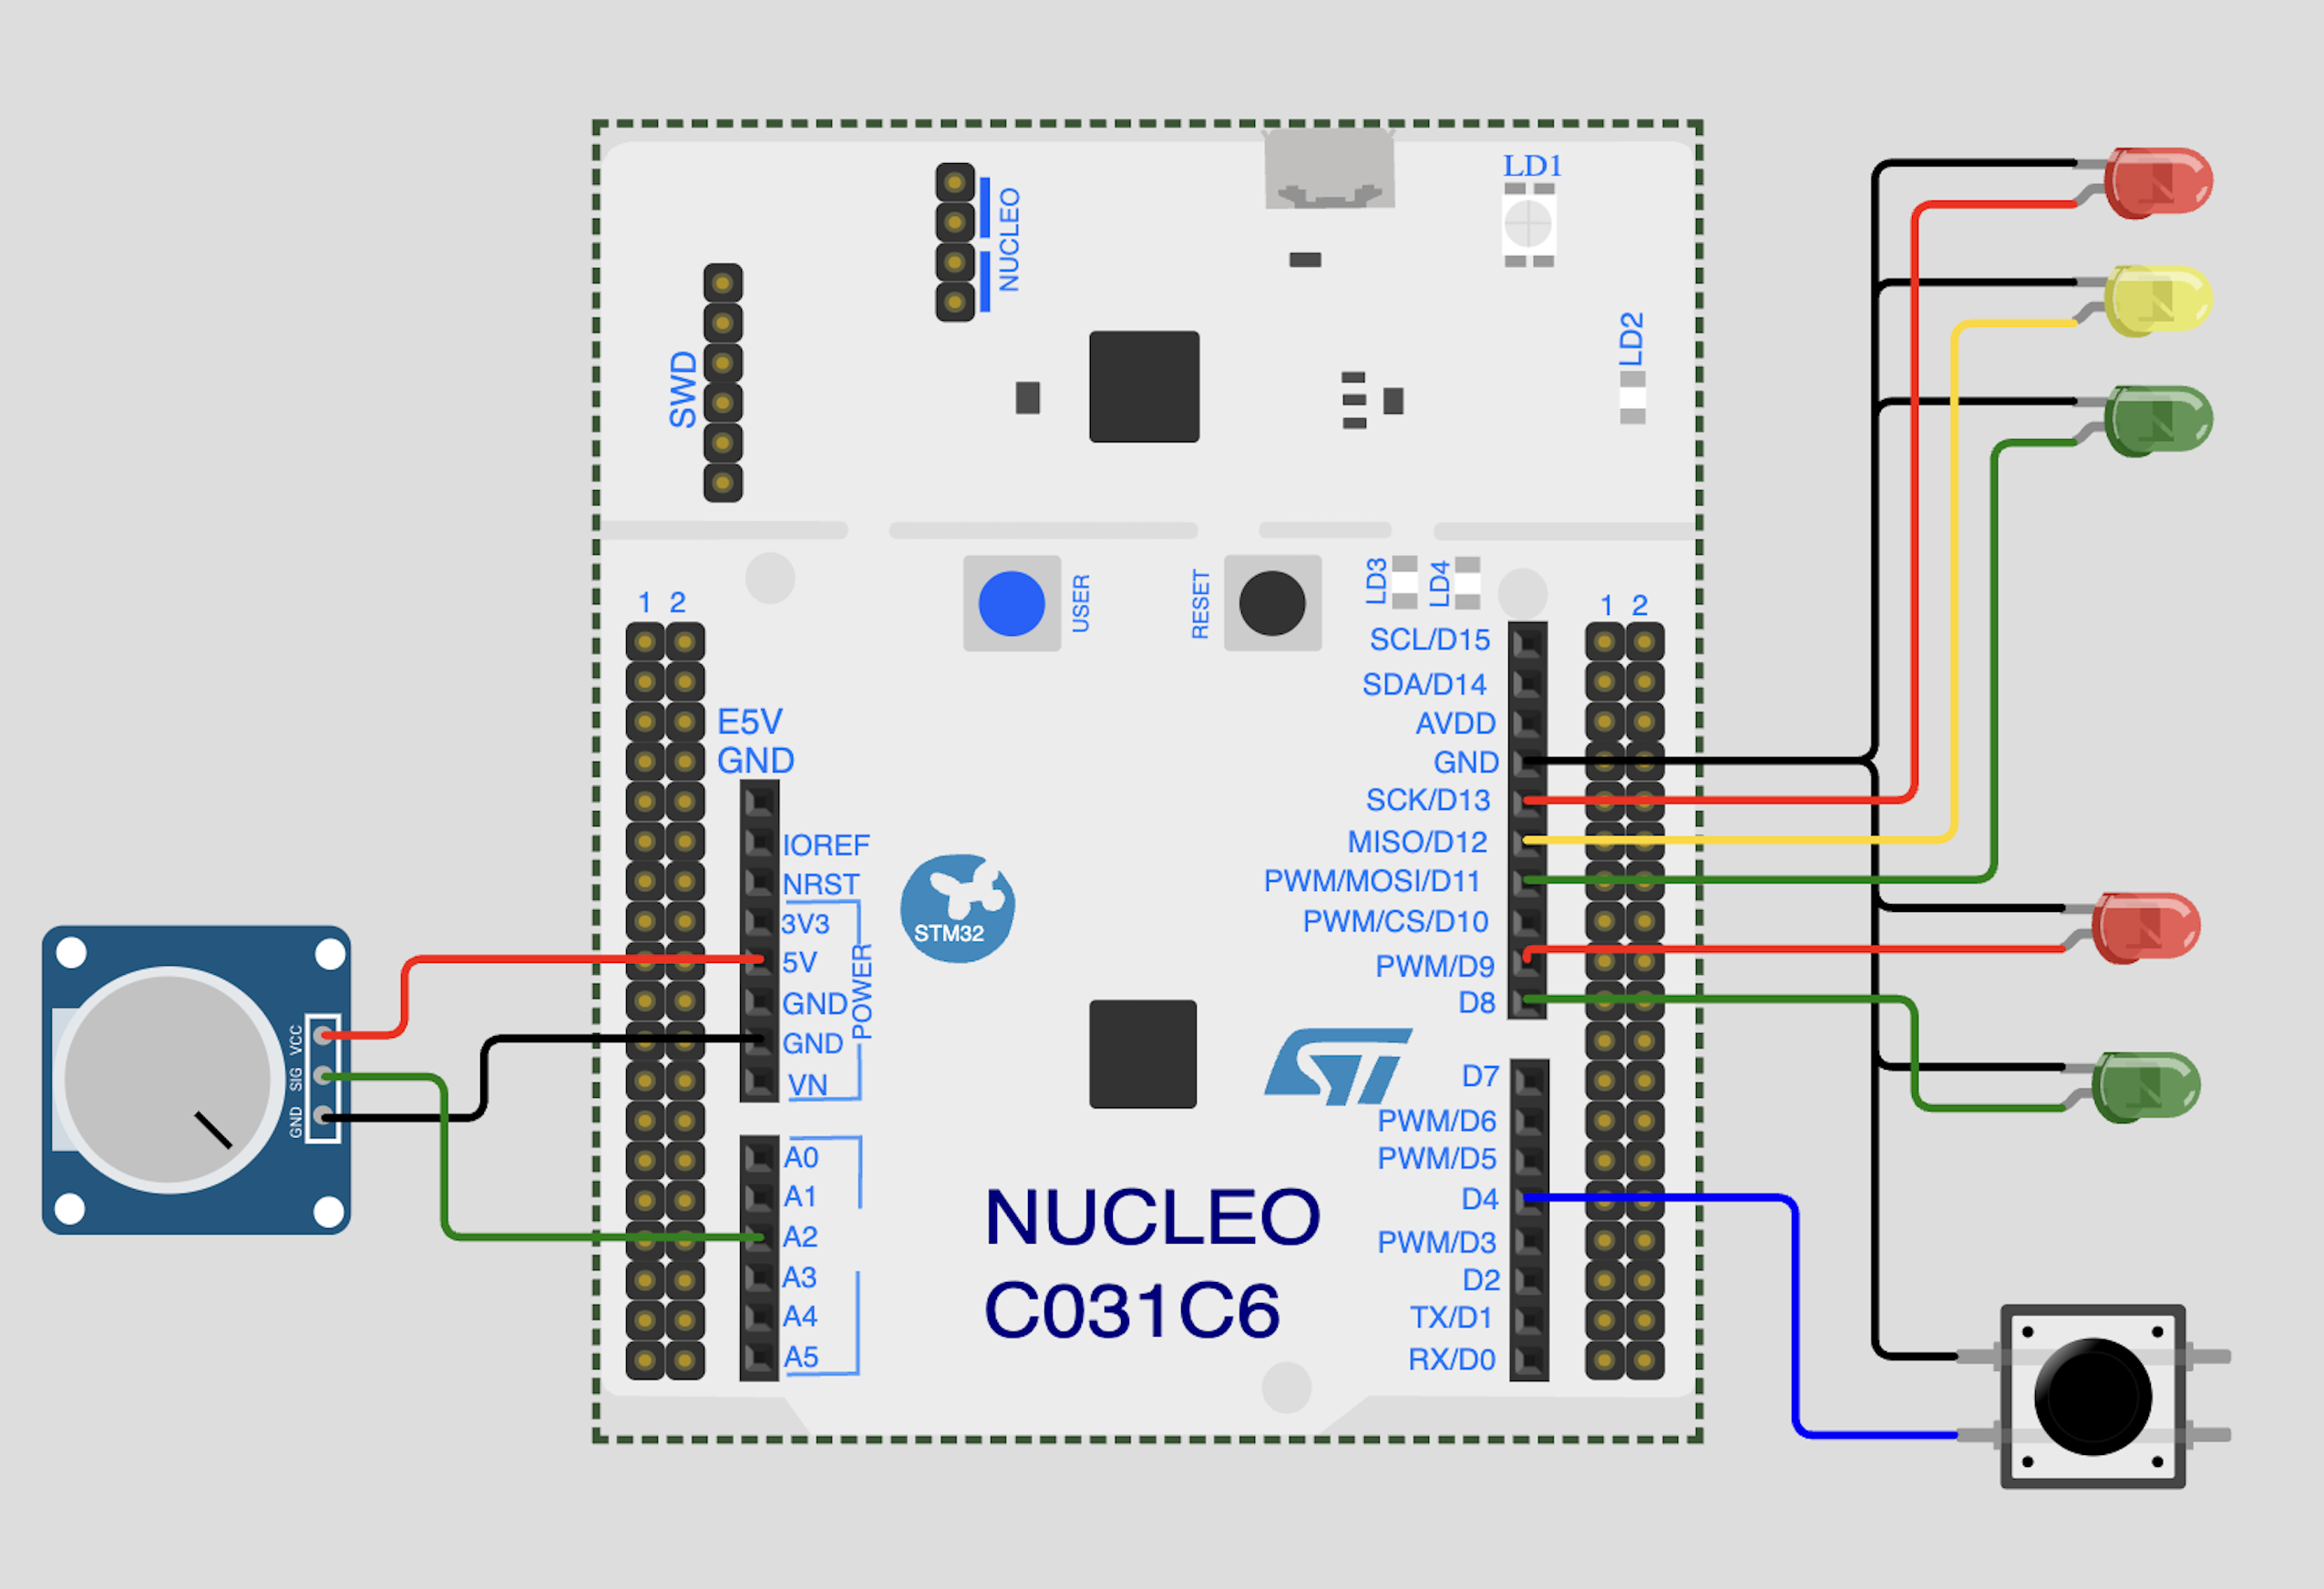 LD1
NUCLEO
LD2
SWD
USER
RESET
LD3
LD4
1 2
1 2
E5V
GND
IOREF
NRST
3V3
5V
GND
GND
VN
POWER
A0
A1
A2
A3
A4
A5
SCL/D15
SDA/D14
AVDD
GND
SCK/D13
MISO/D12
PWM/MOSI/D11
PWM/CS/D10
PWM/D9
D8
D7
PWM/D6
PWM/D5
D4
PWM/D3
D2
TX/D1
RX/D0
STM32
ST
NUCLEO
C031C6
VCC
SIG
GND